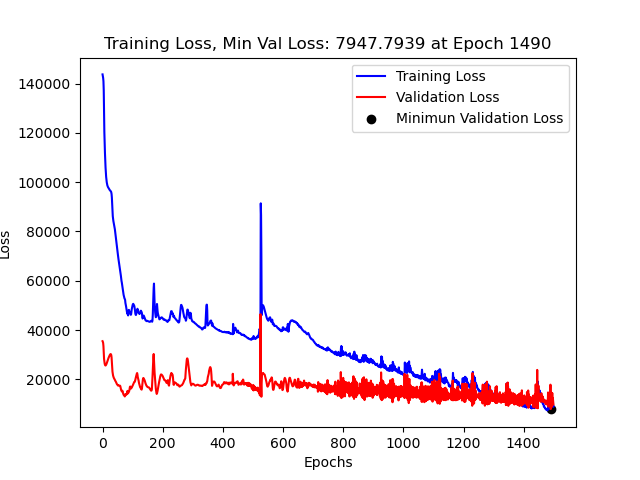 Training Loss, Min Val Loss: 7947.7939 at Epoch 1490
Training Loss
Validation Loss
Minimun Validation Loss
140000
120000
100000
80000
60000
40000
20000
Loss
0 200 400 600 800 1000 1200 1400
Epochs